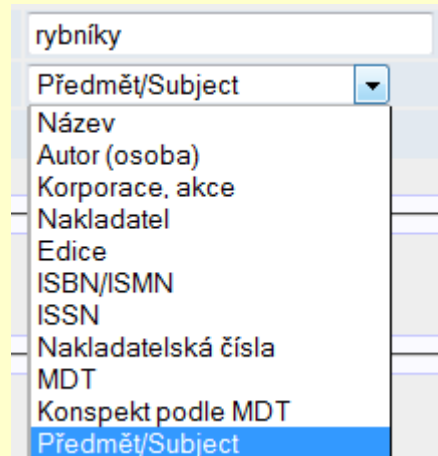 rybníky
Předmět/Subject
Název
Autor (osoba)
Korporace, akce
Nakladatel
Edice
ISBN/ISMN
ISSN
Nakladatelská čísla
MDT
Konspekt podle MDT
Předmět/Subject